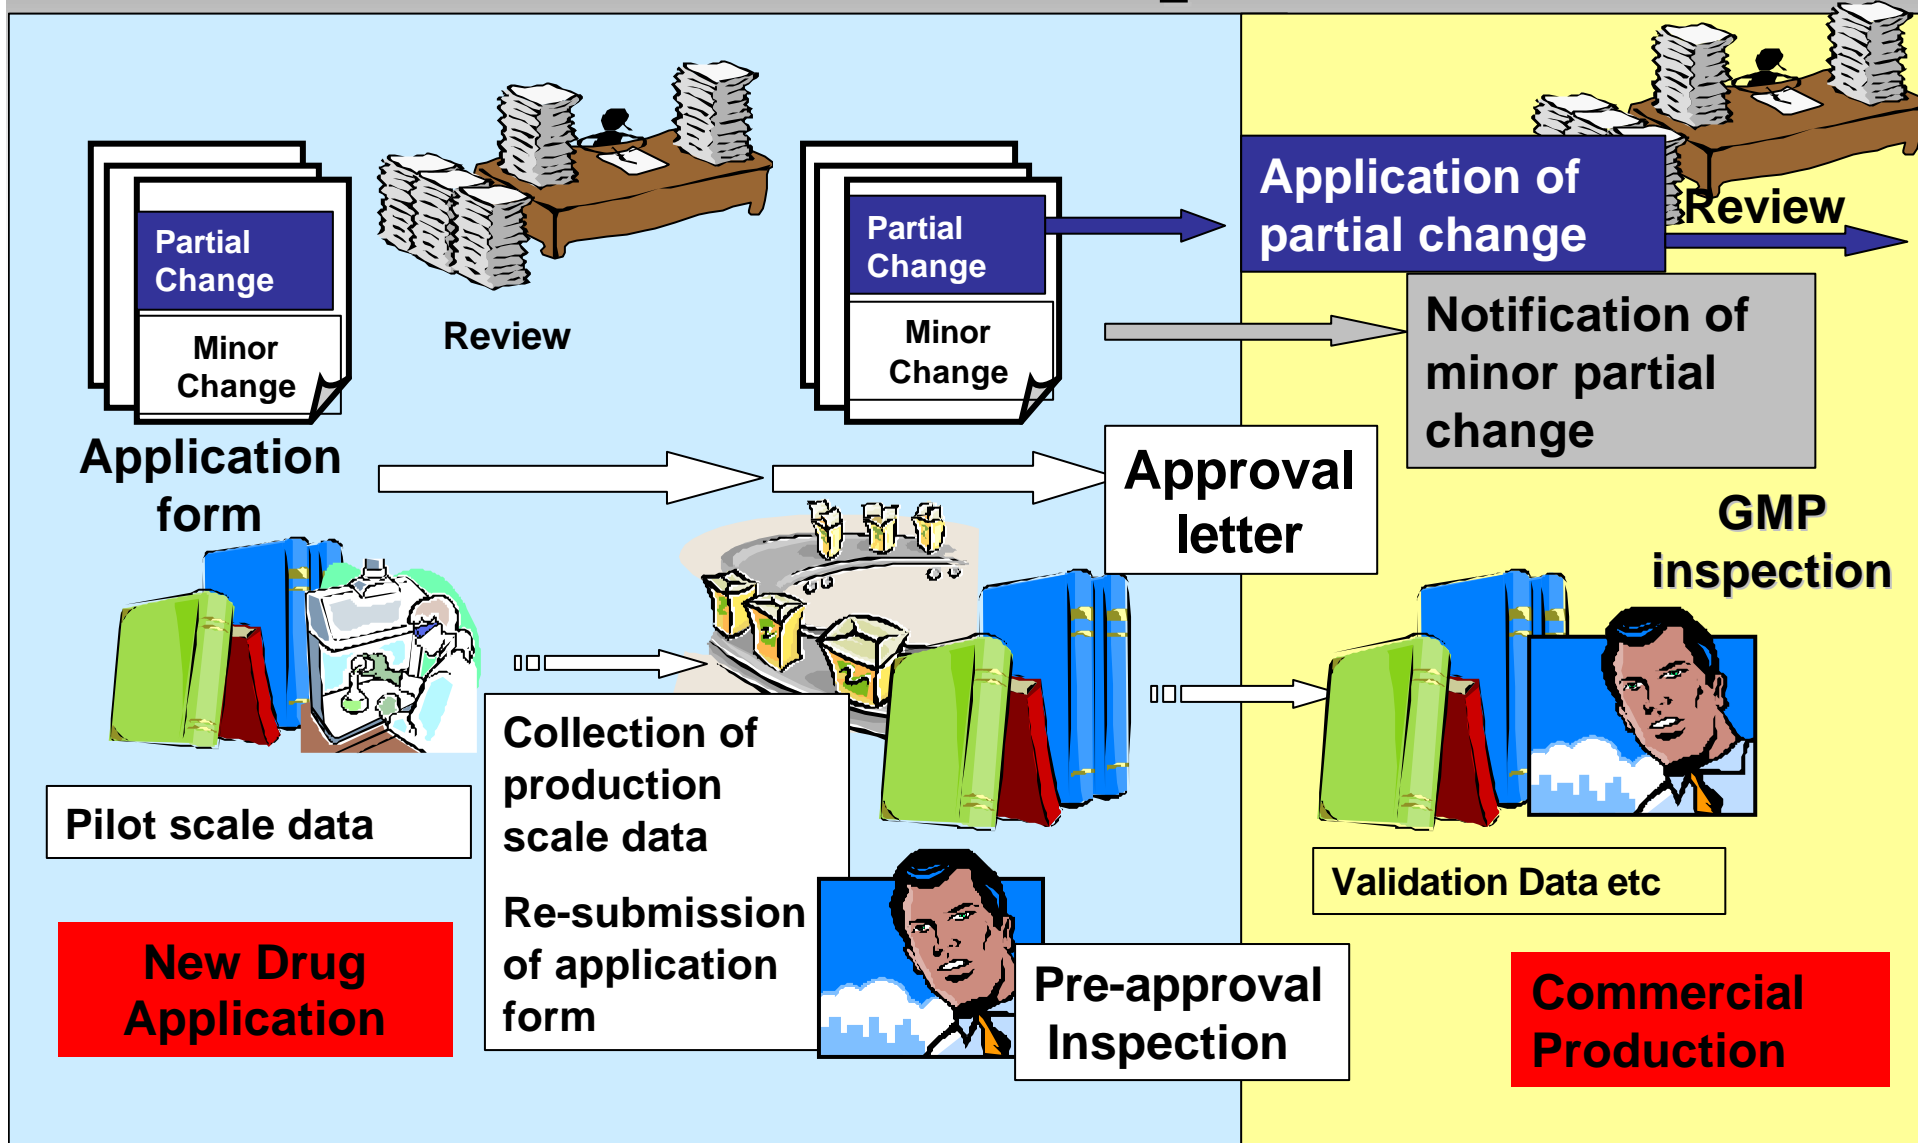 Partial
Change
Minor
Change
Application
form
Review
Partial
Change
Minor
Change
Application of
partial change
Review
Notification of
minor partial
change
Approval
letter
GMP
inspection
Pilot scale data
Collection of
production
scale data
Re-submission
of application
form
Pre-approval
Inspection
Validation Data etc
New Drug
Application
Commercial
Production